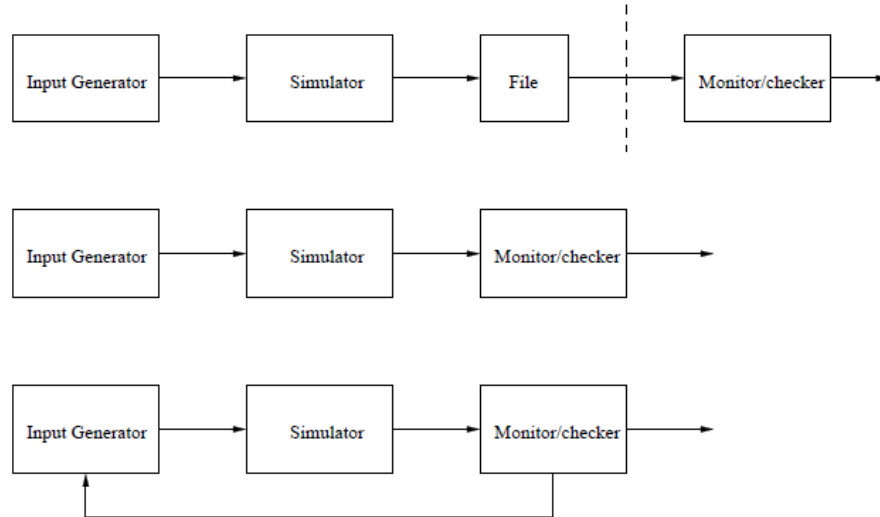 Input Generator
Simulator
File
Monitor/checker
Input Generator
Simulator
Monitor/checker
Input Generator
Simulator
Monitor/checker